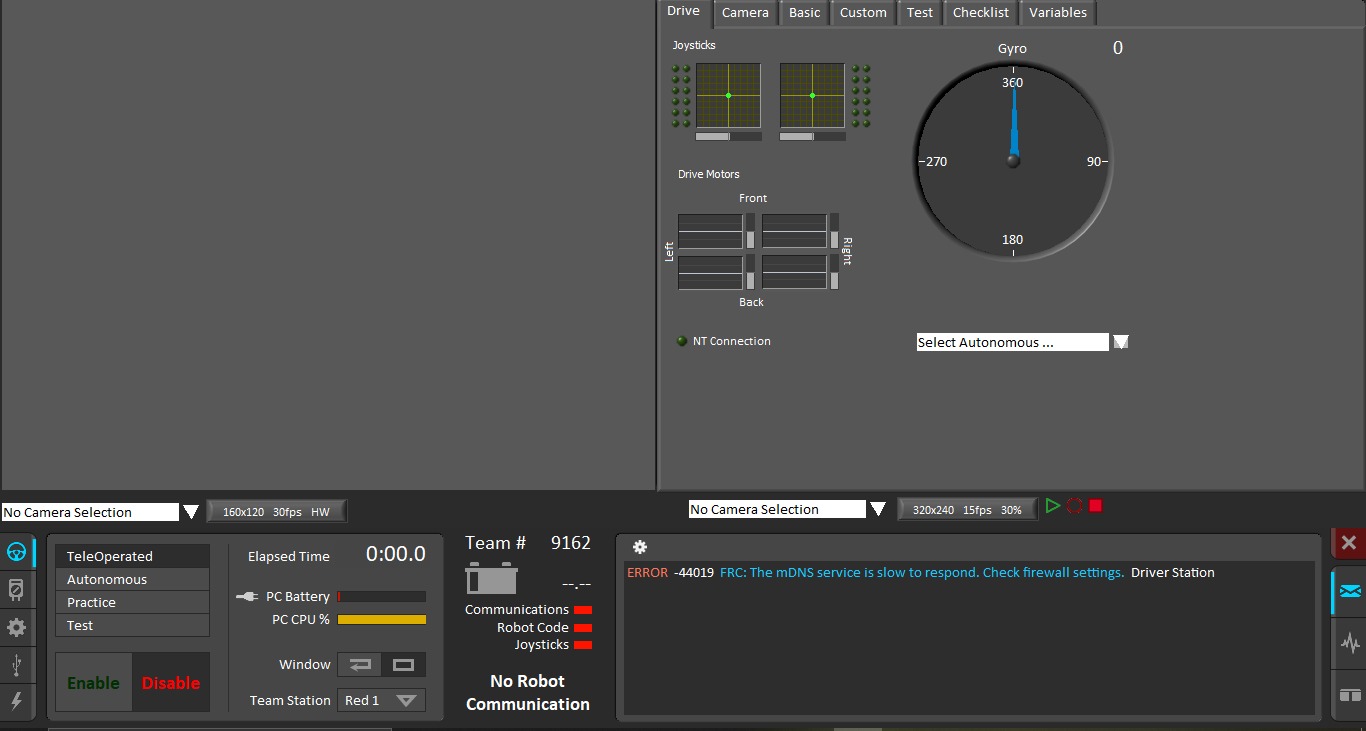 Drive Camera Basic Custom Test Checklist Variables
Joysticks
Gyro 0
360
270 90
180
Drive Motors
Front
Left Right
Back
NT Connection
Select Autonomous ...
No Camera Selection 160x120 30fps HW
No Camera Selection 320x240 15fps 30%
TeleOperated
Autonomous
Practice
Test
Enable Disable
Elapsed Time 0:00.0
PC Battery
PC CPU %
Window
Team Station Red 1
Team # 9162
--.--
Communications
Robot Code
Joysticks
No Robot
Communication
ERROR -44019 FRC: The mDNS service is slow to respond. Check firewall settings. Driver Station